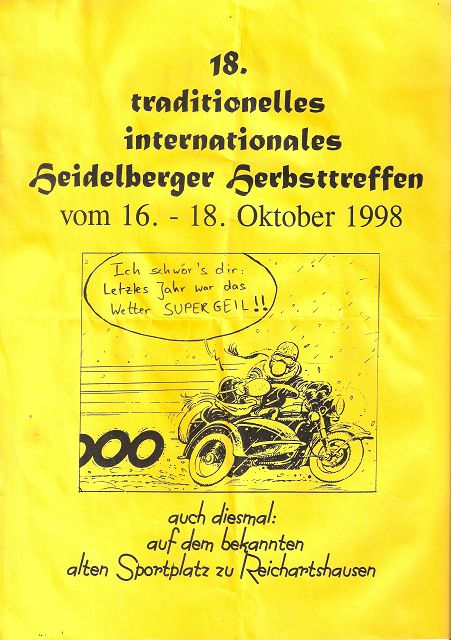 18.
traditionelles
internationales
Heidelberger Herbsttreffen
vom 16. - 18. Oktober 1998
Ich schwör's dir:
Letztes Jahr war das
Wetter SUPERGEIL!!
OOO
auch diesmal:
auf dem bekannten
alten Sportplatz zu Reichartshausen